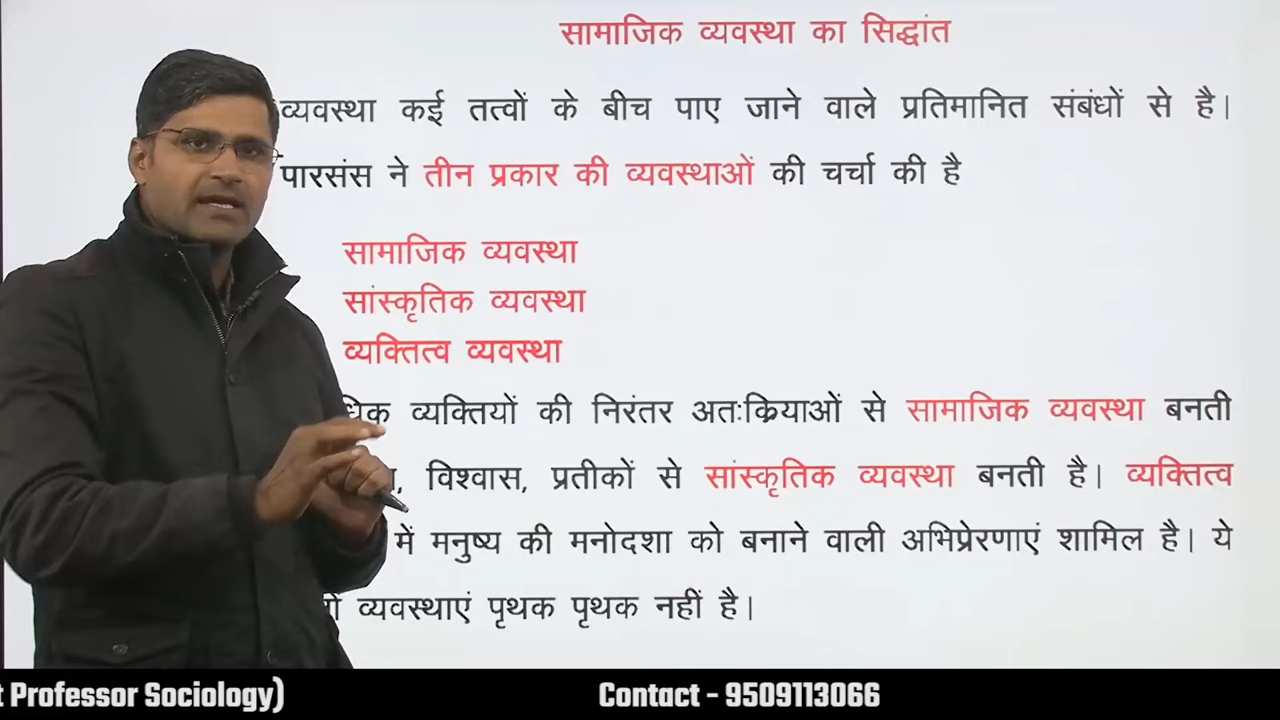 सामाजिक व्यवस्था का सिद्धांत
व्यवस्था कई तत्वों के बीच पाए जाने वाले प्रतिमानित संबंधों से है।
पारसंस ने तीन प्रकार की व्यवस्थाओं की चर्चा की है
सामाजिक व्यवस्था
सांस्कृतिक व्यवस्था
व्यक्तित्व व्यवस्था
व्यक्तियों की निरंतर अतःक्रियाओं से सामाजिक व्यवस्था बनती
विश्वास, प्रतीकों से सांस्कृतिक व्यवस्था बनती है। व्यक्तित्व
में मनुष्य की मनोदशा को बनाने वाली अभिप्रेरणाएं शामिल है। ये
व्यवस्थाएं पृथक पृथक नहीं है।
Professor Sociology) Contact - 9509113066